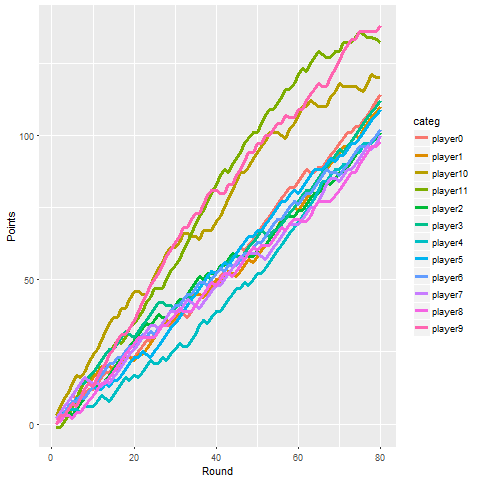 100
50
0
Points
0
20
40
60
80
Round
categ
player0
player1
player10
player11
player2
player3
player4
player5
player6
player7
player8
player9